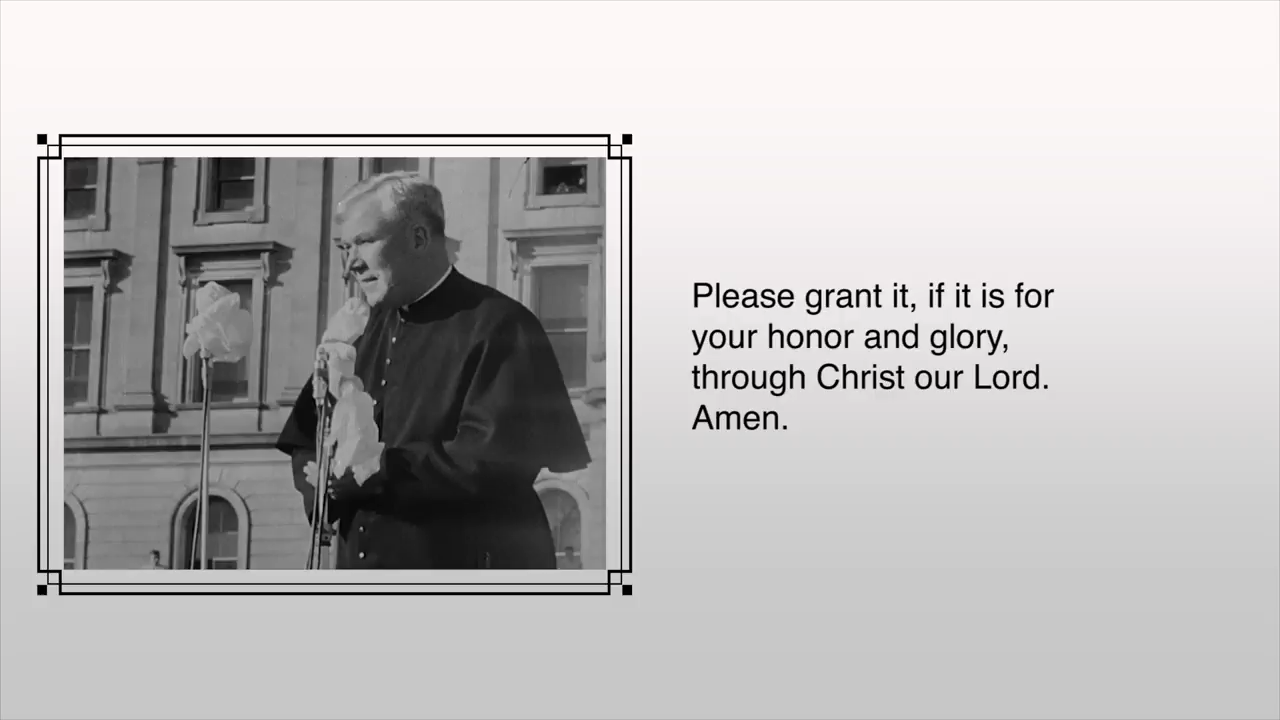 Please grant it, if it is for
your honor and glory,
through Christ our Lord.
Amen.